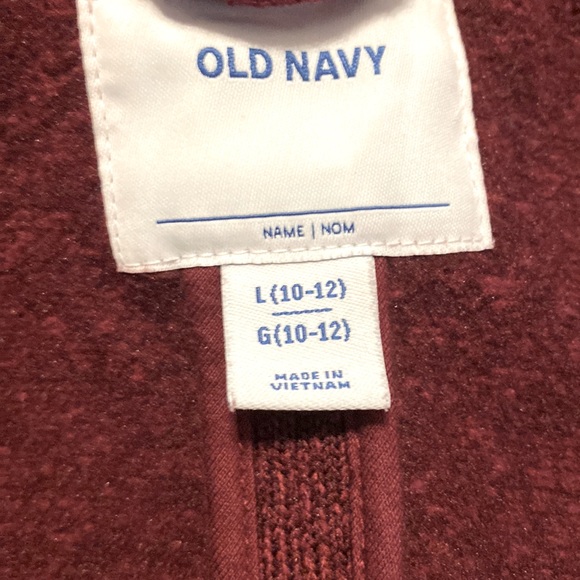 OLD NAVY
NAME | NOM
L (10-12)
G (10-12)
MADE IN
VIETNAM